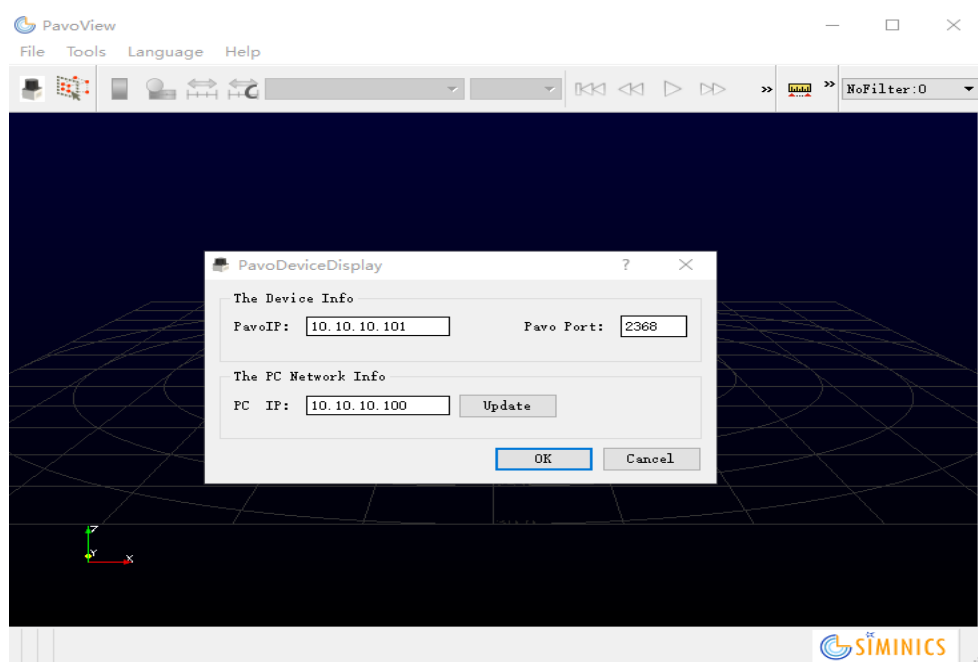 PavoView
File Tools Language Help
NoFilter:0
PavoDeviceDisplay
The Device Info
PavoIP: 10.10.10.101 Pavo Port: 2368
The PC Network Info
PC IP: 10.10.10.100 Update
OK Cancel
Z
Y X
SIMINICS